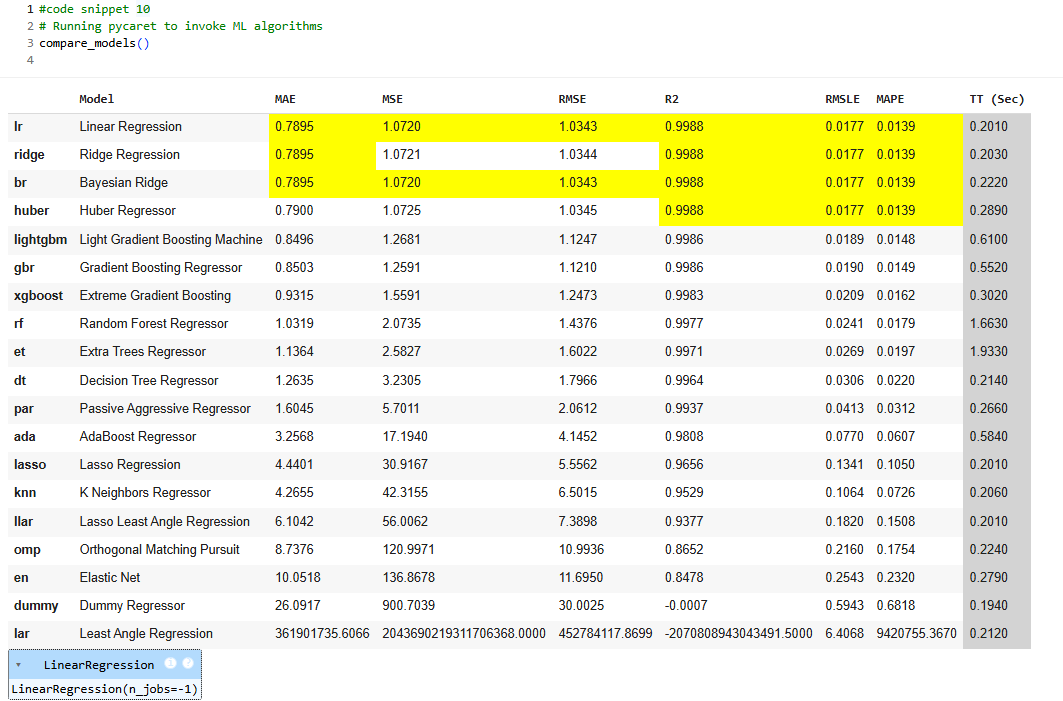 1 #code snippet 10
2 # Running pycaret to invoke ML algorithms
3 compare_models()
4
Model MAE MSE RMSE R2 RMSLE MAPE TT (Sec)
lr Linear Regression 0.7895 1.0720 1.0343 0.9988 0.0177 0.0139 0.2010
ridge Ridge Regression 0.7895 1.0721 1.0344 0.9988 0.0177 0.0139 0.2030
br Bayesian Ridge 0.7895 1.0720 1.0343 0.9988 0.0177 0.0139 0.2220
huber Huber Regressor 0.7900 1.0725 1.0345 0.9988 0.0177 0.0139 0.2890
lightgbm Light Gradient Boosting Machine 0.8496 1.2681 1.1247 0.9986 0.0189 0.0148 0.6100
gbr Gradient Boosting Regressor 0.8503 1.2591 1.1210 0.9986 0.0190 0.0149 0.5520
xgboost Extreme Gradient Boosting 0.9315 1.5591 1.2473 0.9983 0.0209 0.0162 0.3020
rf Random Forest Regressor 1.0319 2.0735 1.4376 0.9977 0.0241 0.0179 1.6630
et Extra Trees Regressor 1.1364 2.5827 1.6022 0.9971 0.0269 0.0197 1.9330
dt Decision Tree Regressor 1.2635 3.2305 1.7966 0.9964 0.0306 0.0220 0.2140
par Passive Aggressive Regressor 1.6045 5.7011 2.0612 0.9937 0.0413 0.0312 0.2660
ada AdaBoost Regressor 3.2568 17.1940 4.1452 0.9808 0.0770 0.0607 0.5840
lasso Lasso Regression 4.4401 30.9167 5.5562 0.9656 0.1341 0.1050 0.2010
knn K Neighbors Regressor 4.2655 42.3155 6.5015 0.9529 0.1064 0.0726 0.2060
llar Lasso Least Angle Regression 6.1042 56.0062 7.3898 0.9377 0.1820 0.1508 0.2010
omp Orthogonal Matching Pursuit 8.7376 120.9971 10.9936 0.8652 0.2160 0.1754 0.2240
en Elastic Net 10.0518 136.8678 11.6950 0.8478 0.2543 0.2320 0.2790
dummy Dummy Regressor 26.0917 900.7039 30.0025 -0.0007 0.5943 0.6818 0.1940
lar Least Angle Regression 361901735.6066 2043690219311706368.0000 452784117.8699 -2070808943043491.5000 6.4068 9420755.3670 0.2120
LinearRegression i ?
LinearRegression(n_jobs=-1)